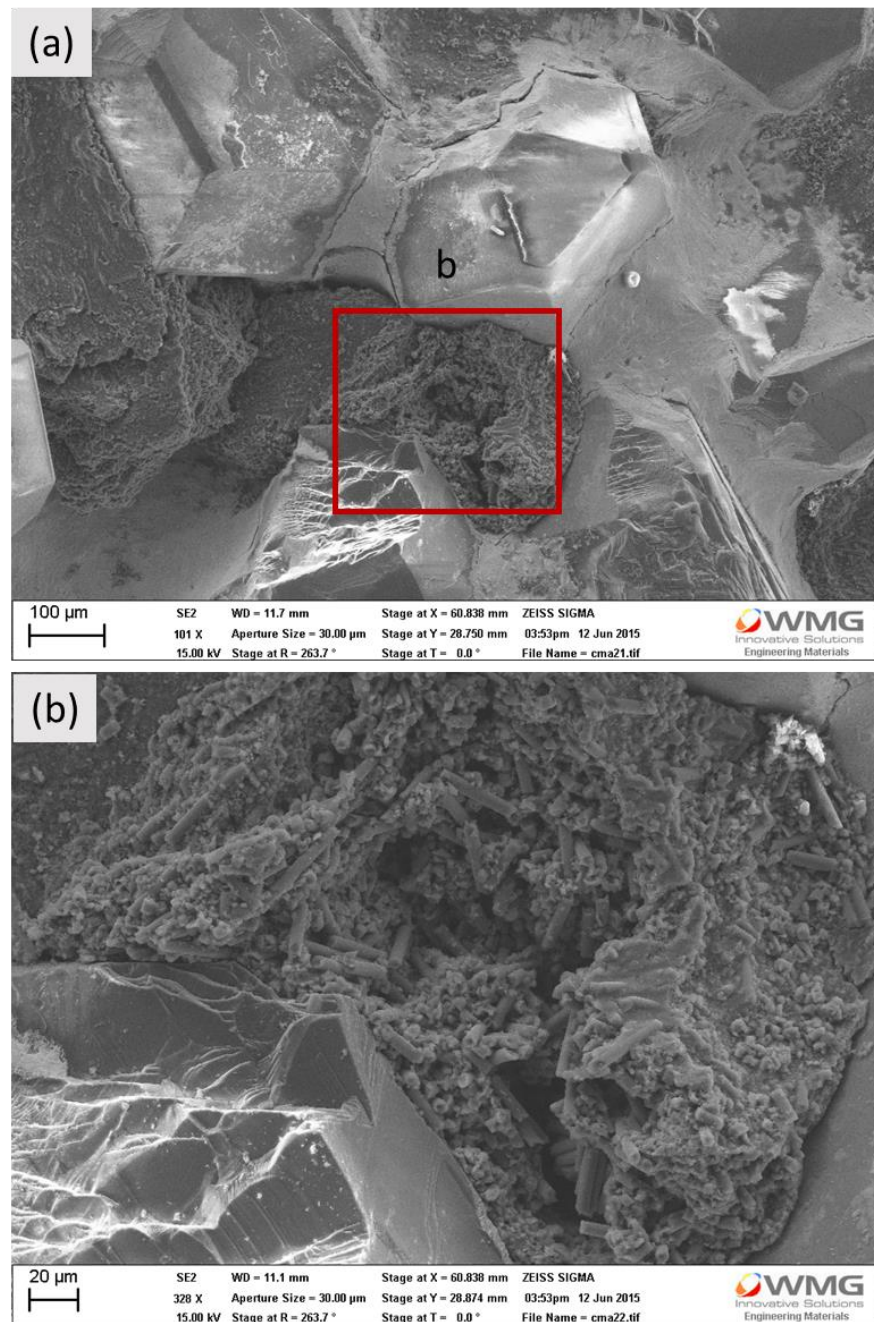 (a)
b
100 µm
SE2 WD = 11.7 mm Stage at X = 60.838 mm ZEISS SIGMA
101 X Aperture Size = 30.00 µm Stage at Y = 28.750 mm 03:53pm 12 Jun 2015
15.00 kV Stage at R = 263.7 ° Stage at T = 0.0 ° File Name = cma21.tif
WMG
Innovative Solutions
Engineering Materials
(b)
20 µm
SE2 WD = 11.1 mm Stage at X = 60.838 mm ZEISS SIGMA
328 X Aperture Size = 30.00 µm Stage at Y = 28.874 mm 03:53pm 12 Jun 2015
15.00 kV Stage at R = 263.7 ° Stage at T = 0.0 ° File Name = cma22.tif
WMG
Innovative Solutions
Engineering Materials